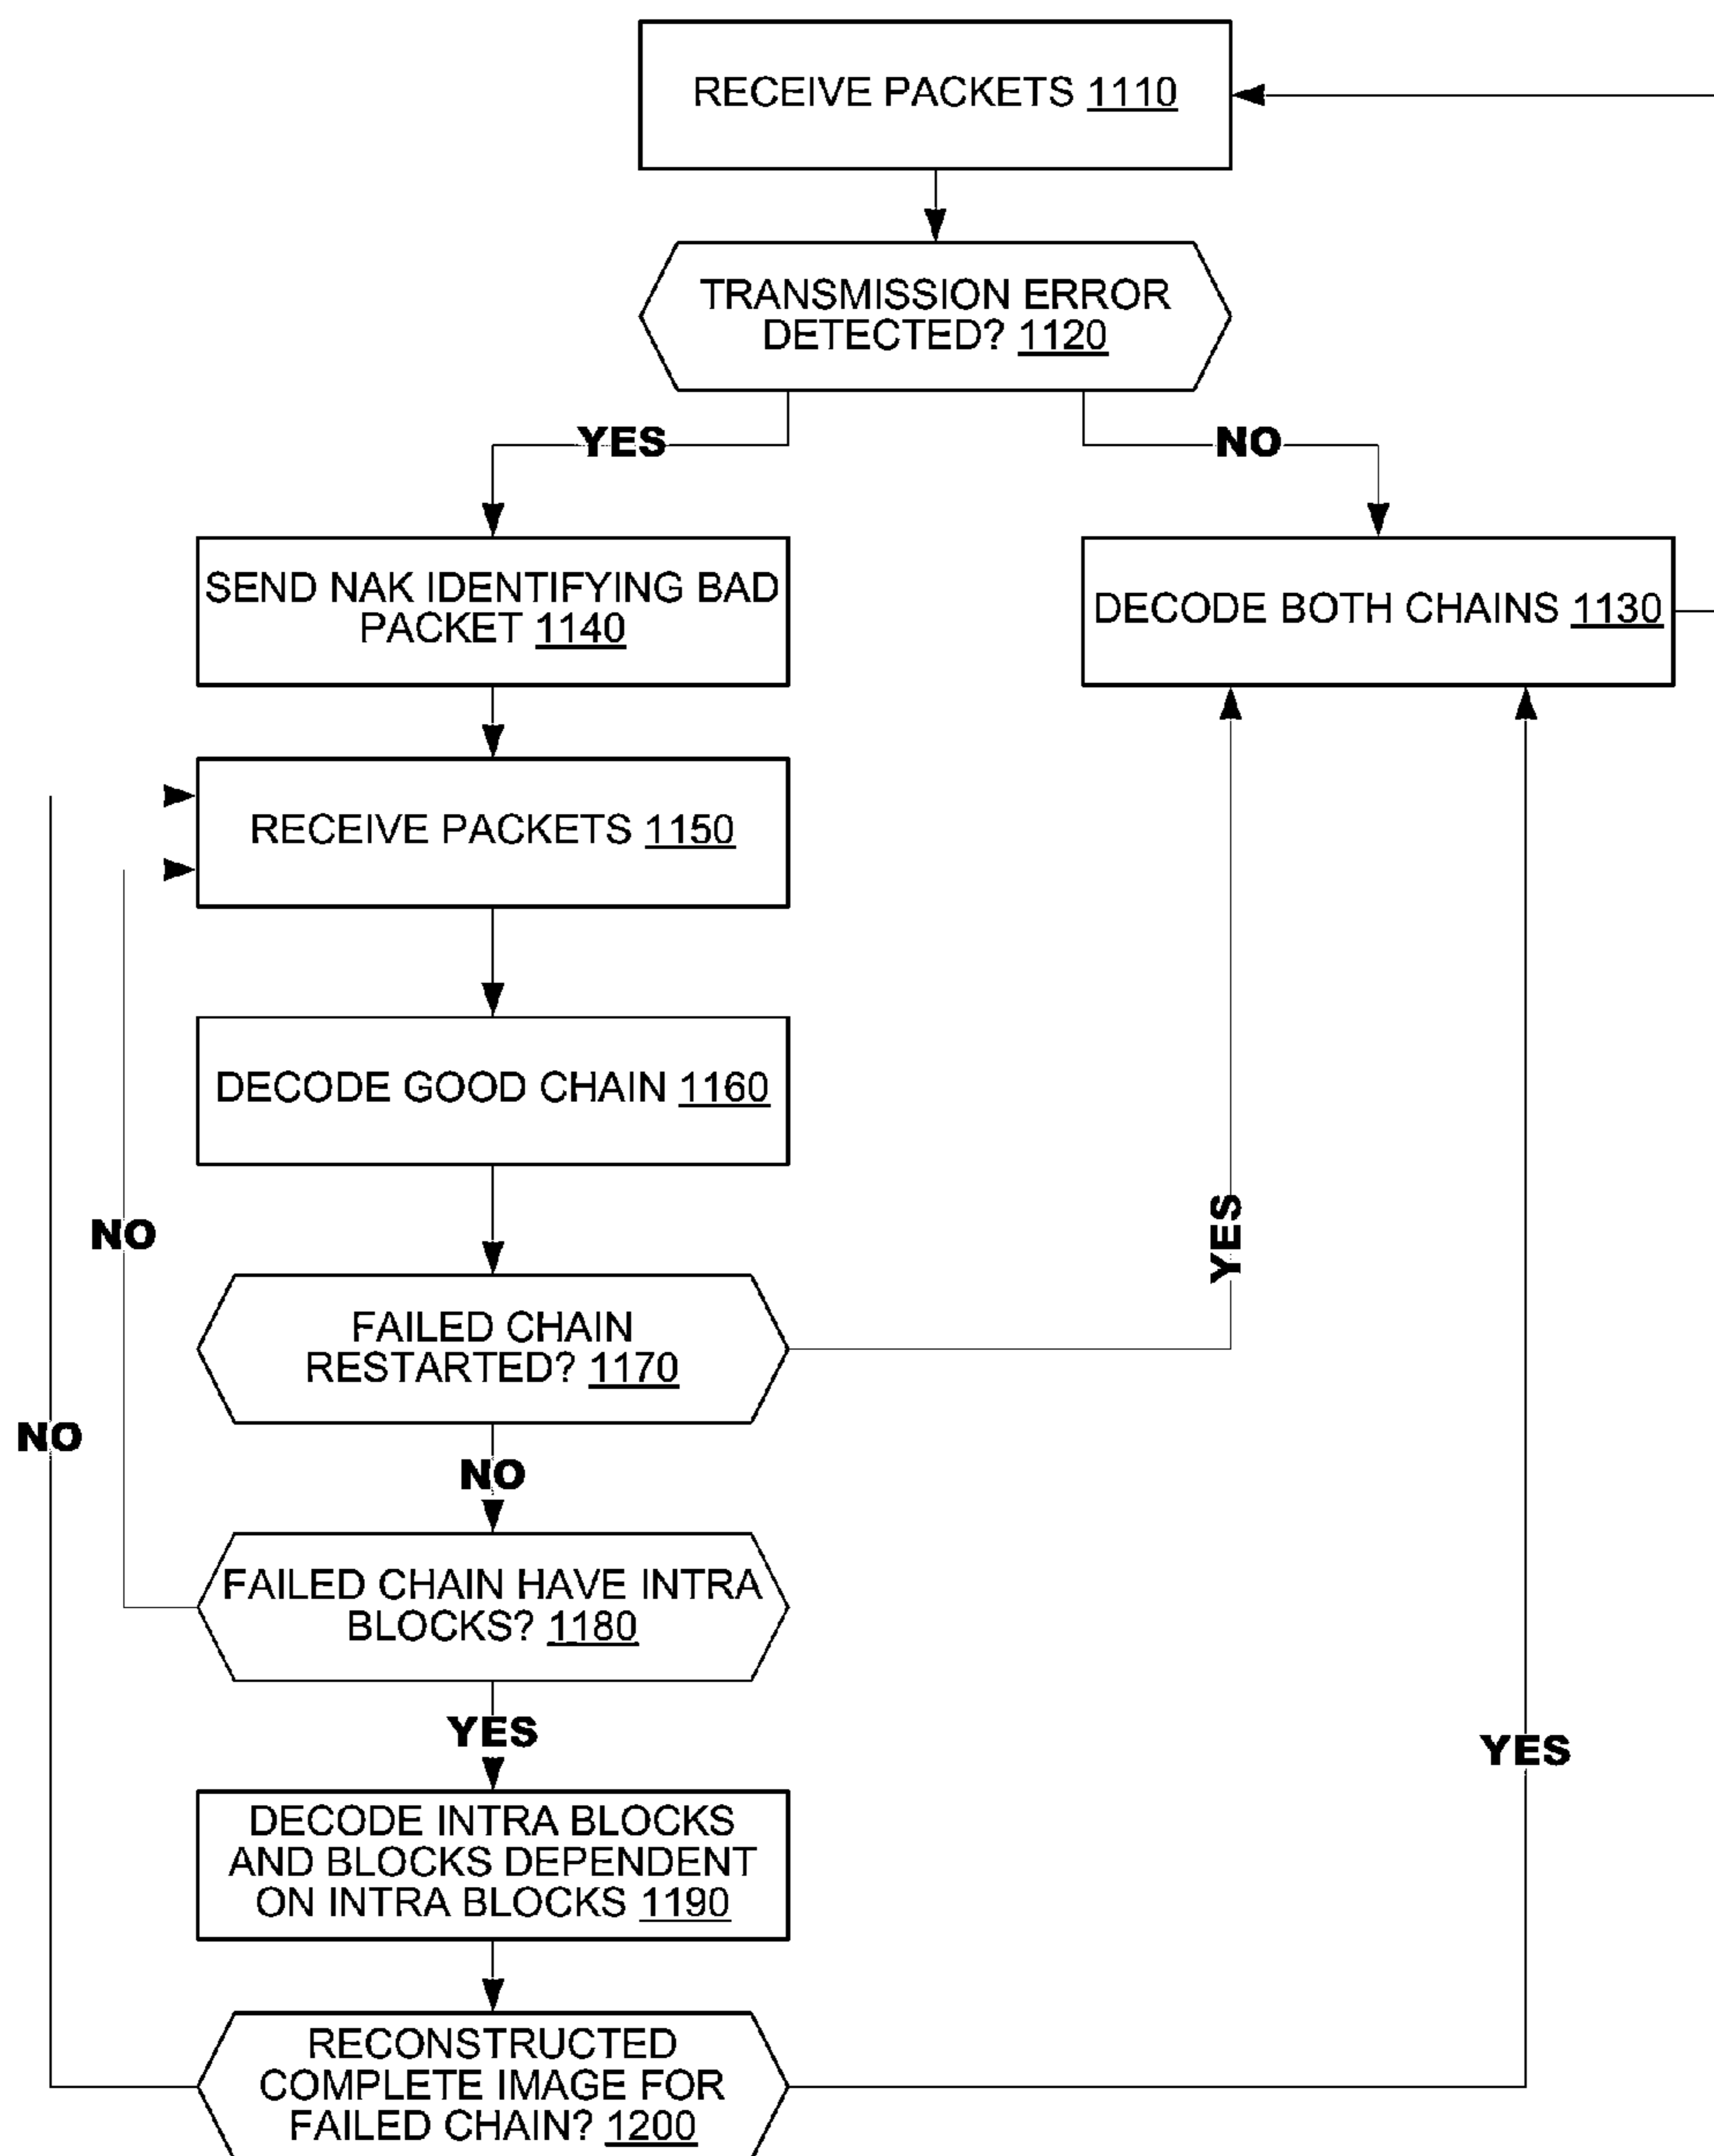 RECEIVE PACKETS 1110
TRANSMISSION ERROR
DETECTED? 1120
YES
NO
SEND NAK IDENTIFYING BAD
PACKET 1140
DECODE BOTH CHAINS 1130
RECEIVE PACKETS 1150
DECODE GOOD CHAIN 1160
NO
YES
FAILED CHAIN
RESTARTED? 1170
NO
NO
FAILED CHAIN HAVE INTRA
BLOCKS? 1180
YES
YES
DECODE INTRA BLOCKS
AND BLOCKS DEPENDENT
ON INTRA BLOCKS 1190
RECONSTRUCTED
COMPLETE IMAGE FOR
FAILED CHAIN? 1200